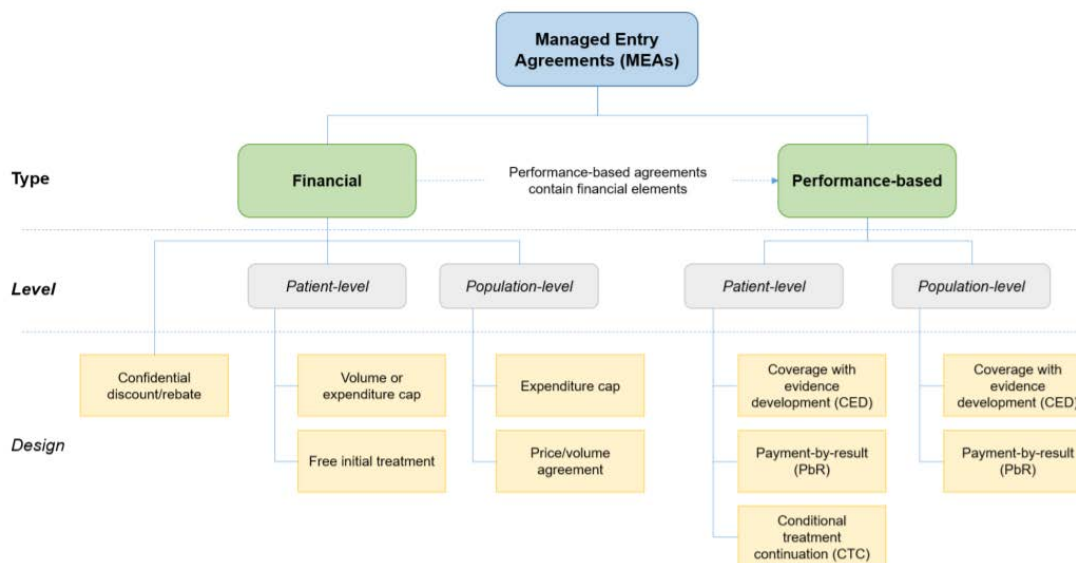 Managed Entry
Agreements (MEAs)
Type
Financial
Performance-based agreements
contain financial elements
Performance-based
Level
Patient-level
Population-level
Patient-level
Population-level
Design
Confidential
discount/rebate
Volume or
expenditure cap
Expenditure cap
Coverage with
evidence
development (CED)
Coverage with
evidence
development (CED)
Free initial treatment
Price/volume
agreement
Payment-by-result
(PbR)
Payment-by-result
(PbR)
Conditional
treatment
continuation (CTC)